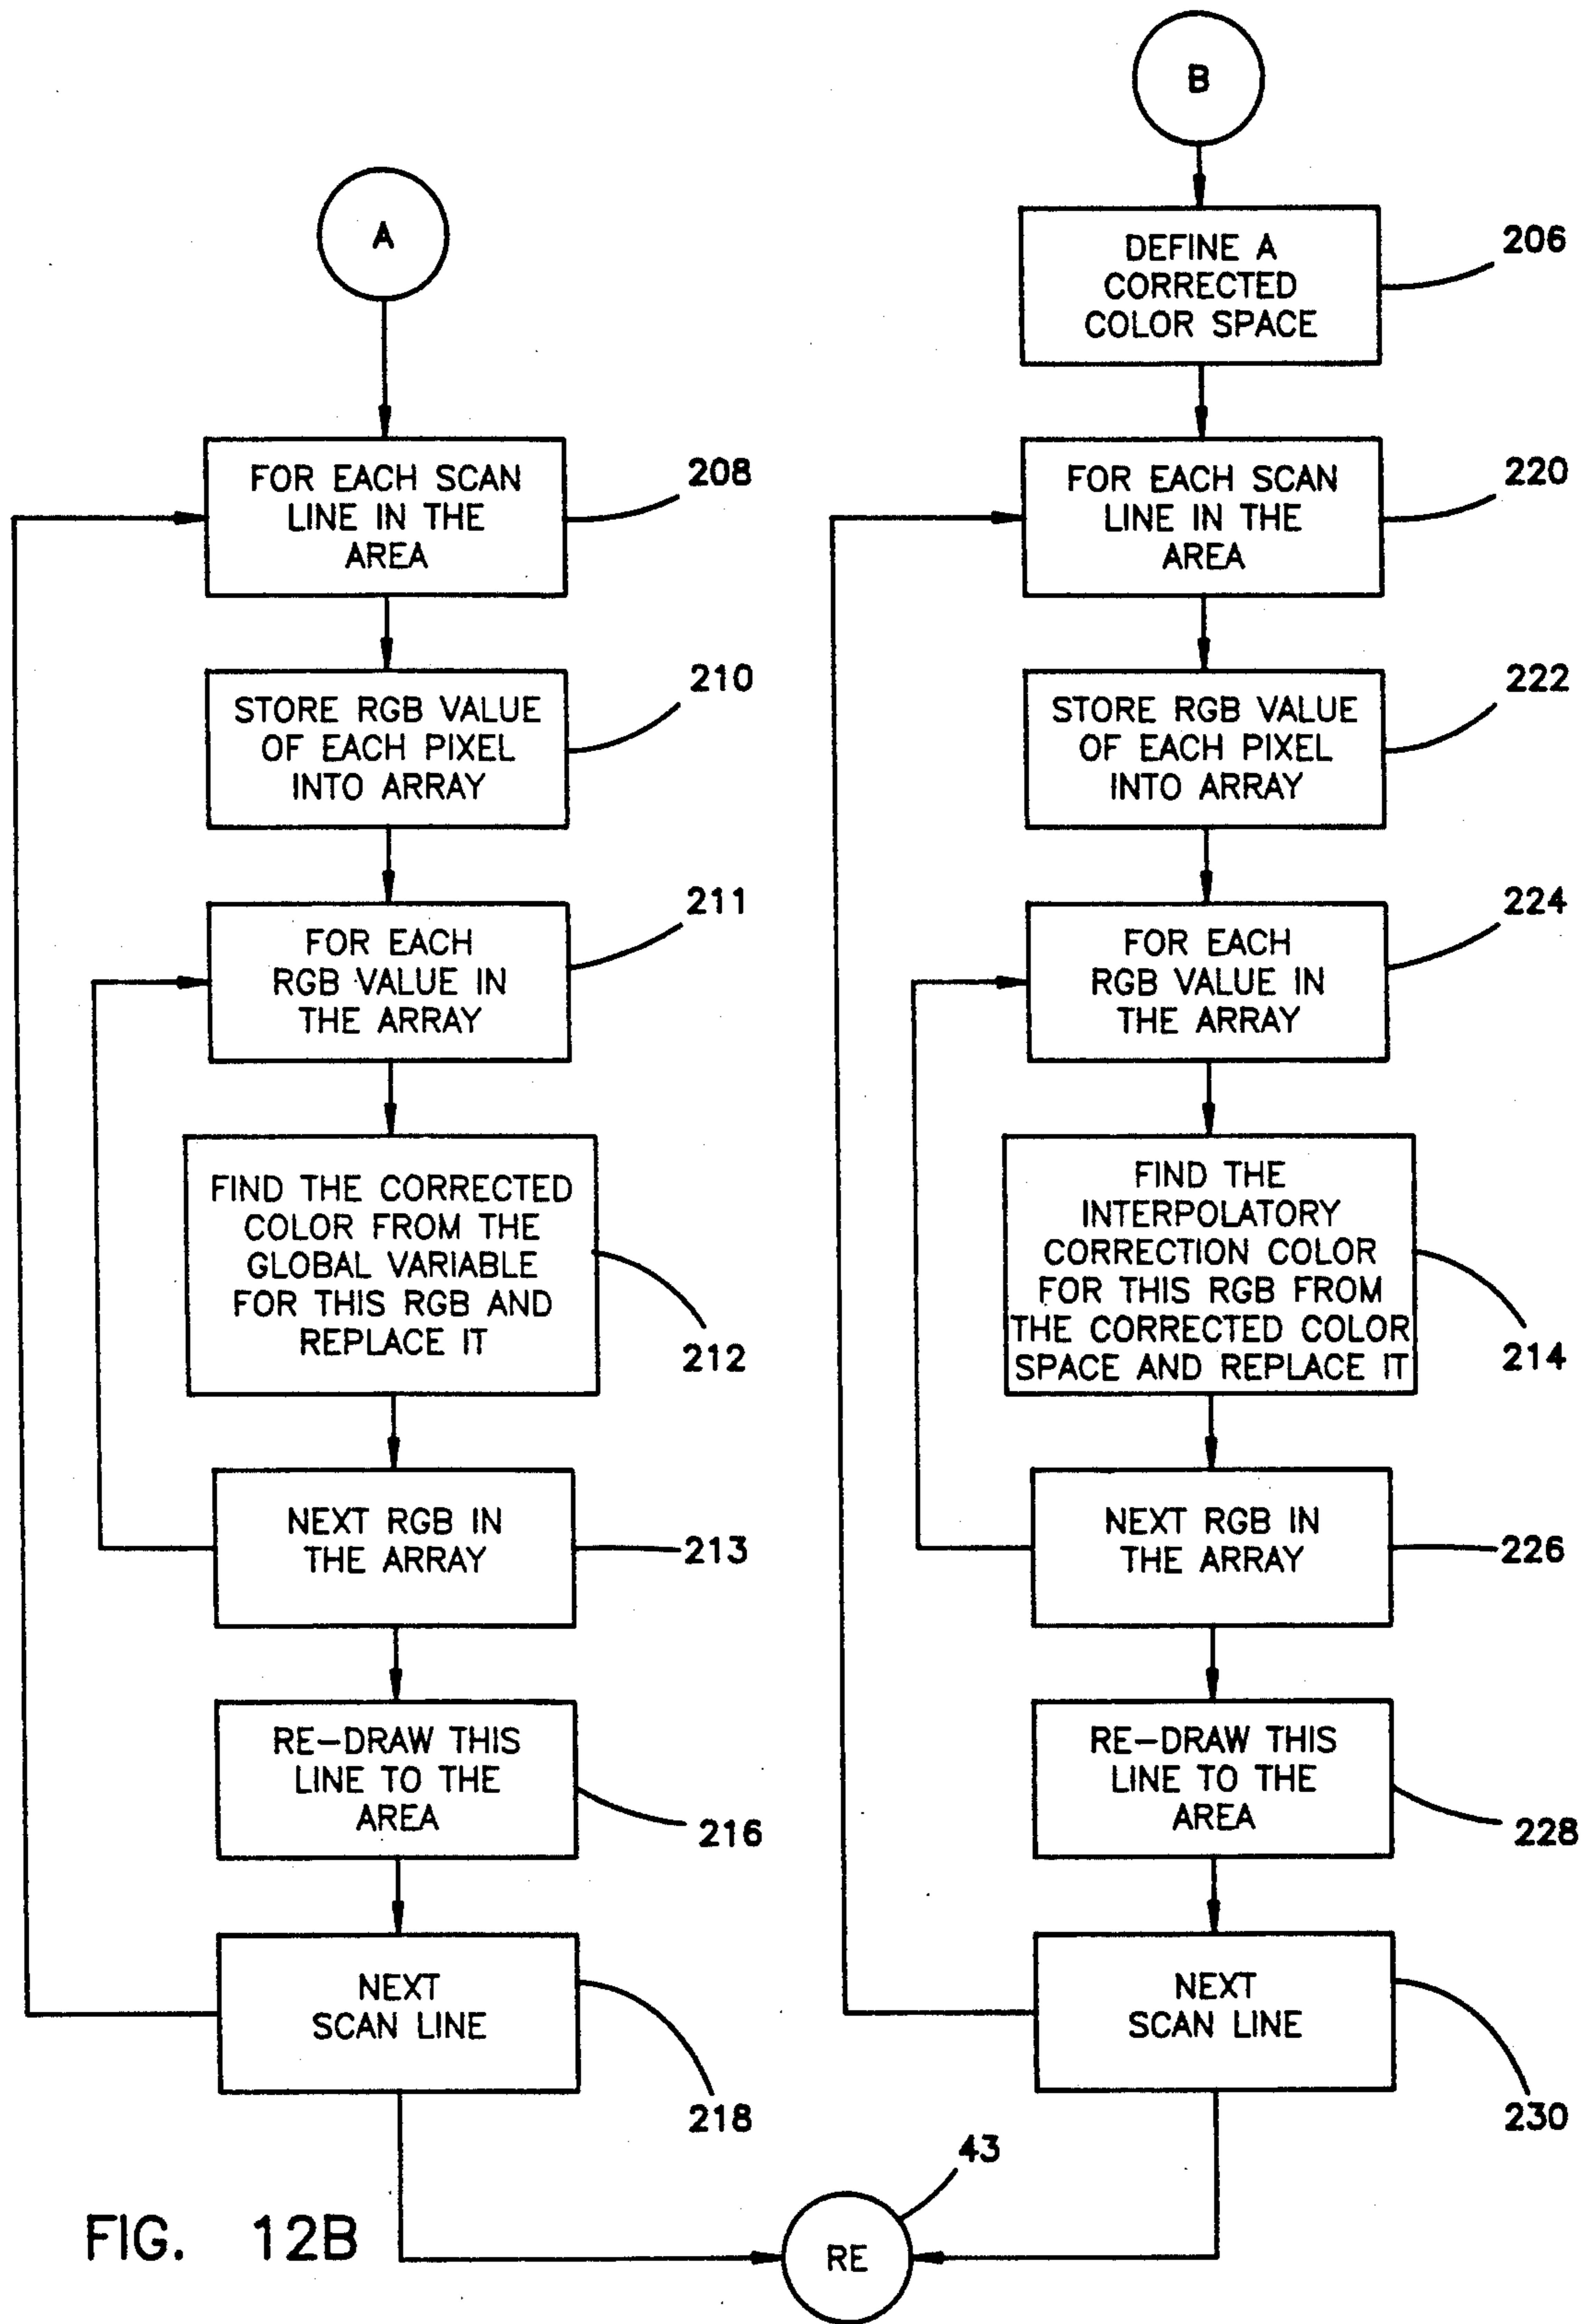 A
FOR EACH SCAN
LINE IN THE
AREA
208
STORE RGB VALUE
OF EACH PIXEL
INTO ARRAY
210
FOR EACH
RGB VALUE IN
THE ARRAY
211
FIND THE CORRECTED
COLOR FROM THE
GLOBAL VARIABLE
FOR THIS RGB AND
REPLACE IT
212
NEXT RGB IN
THE ARRAY
213
RE-DRAW THIS
LINE TO THE
AREA
216
NEXT
SCAN LINE
218
B
DEFINE A
CORRECTED
COLOR SPACE
206
FOR EACH SCAN
LINE IN THE
AREA
220
STORE RGB VALUE
OF EACH PIXEL
INTO ARRAY
222
FOR EACH
RGB VALUE IN
THE ARRAY
224
FIND THE
INTERPOLATORY
CORRECTION COLOR
FOR THIS RGB FROM
THE CORRECTED COLOR
SPACE AND REPLACE IT
214
NEXT RGB IN
THE ARRAY
226
RE-DRAW THIS
LINE TO THE
AREA
228
NEXT
SCAN LINE
230
43
RE
FIG. 12B